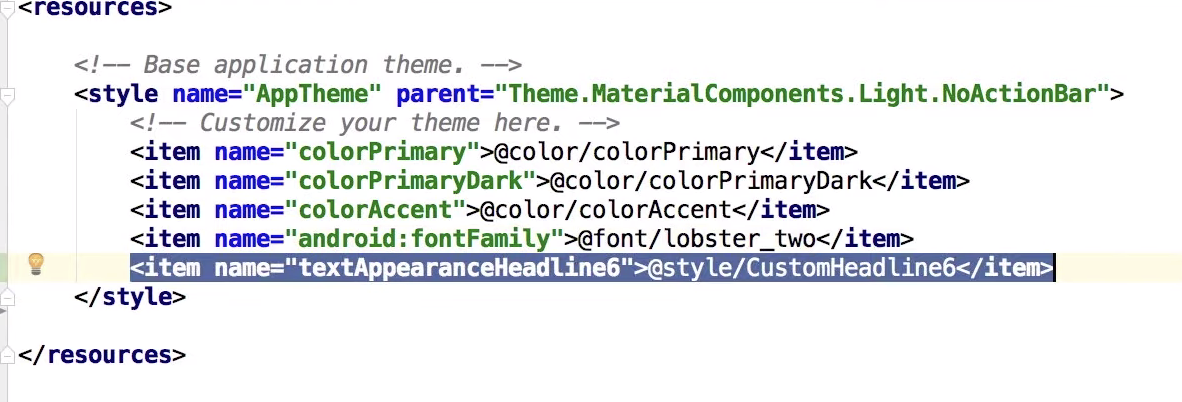 <resources>
<!-- Base application theme. -->
<style name="AppTheme" parent="Theme.MaterialComponents.Light.NoActionBar">
<!-- Customize your theme here. -->
<item name="colorPrimary">@color/colorPrimary</item>
<item name="colorPrimaryDark">@color/colorPrimaryDark</item>
<item name="colorAccent">@color/colorAccent</item>
<item name="android:fontFamily">@font/lobster_two</item>
<item name="textAppearanceHeadline6">@style/CustomHeadline6</item>
</style>
</resources>